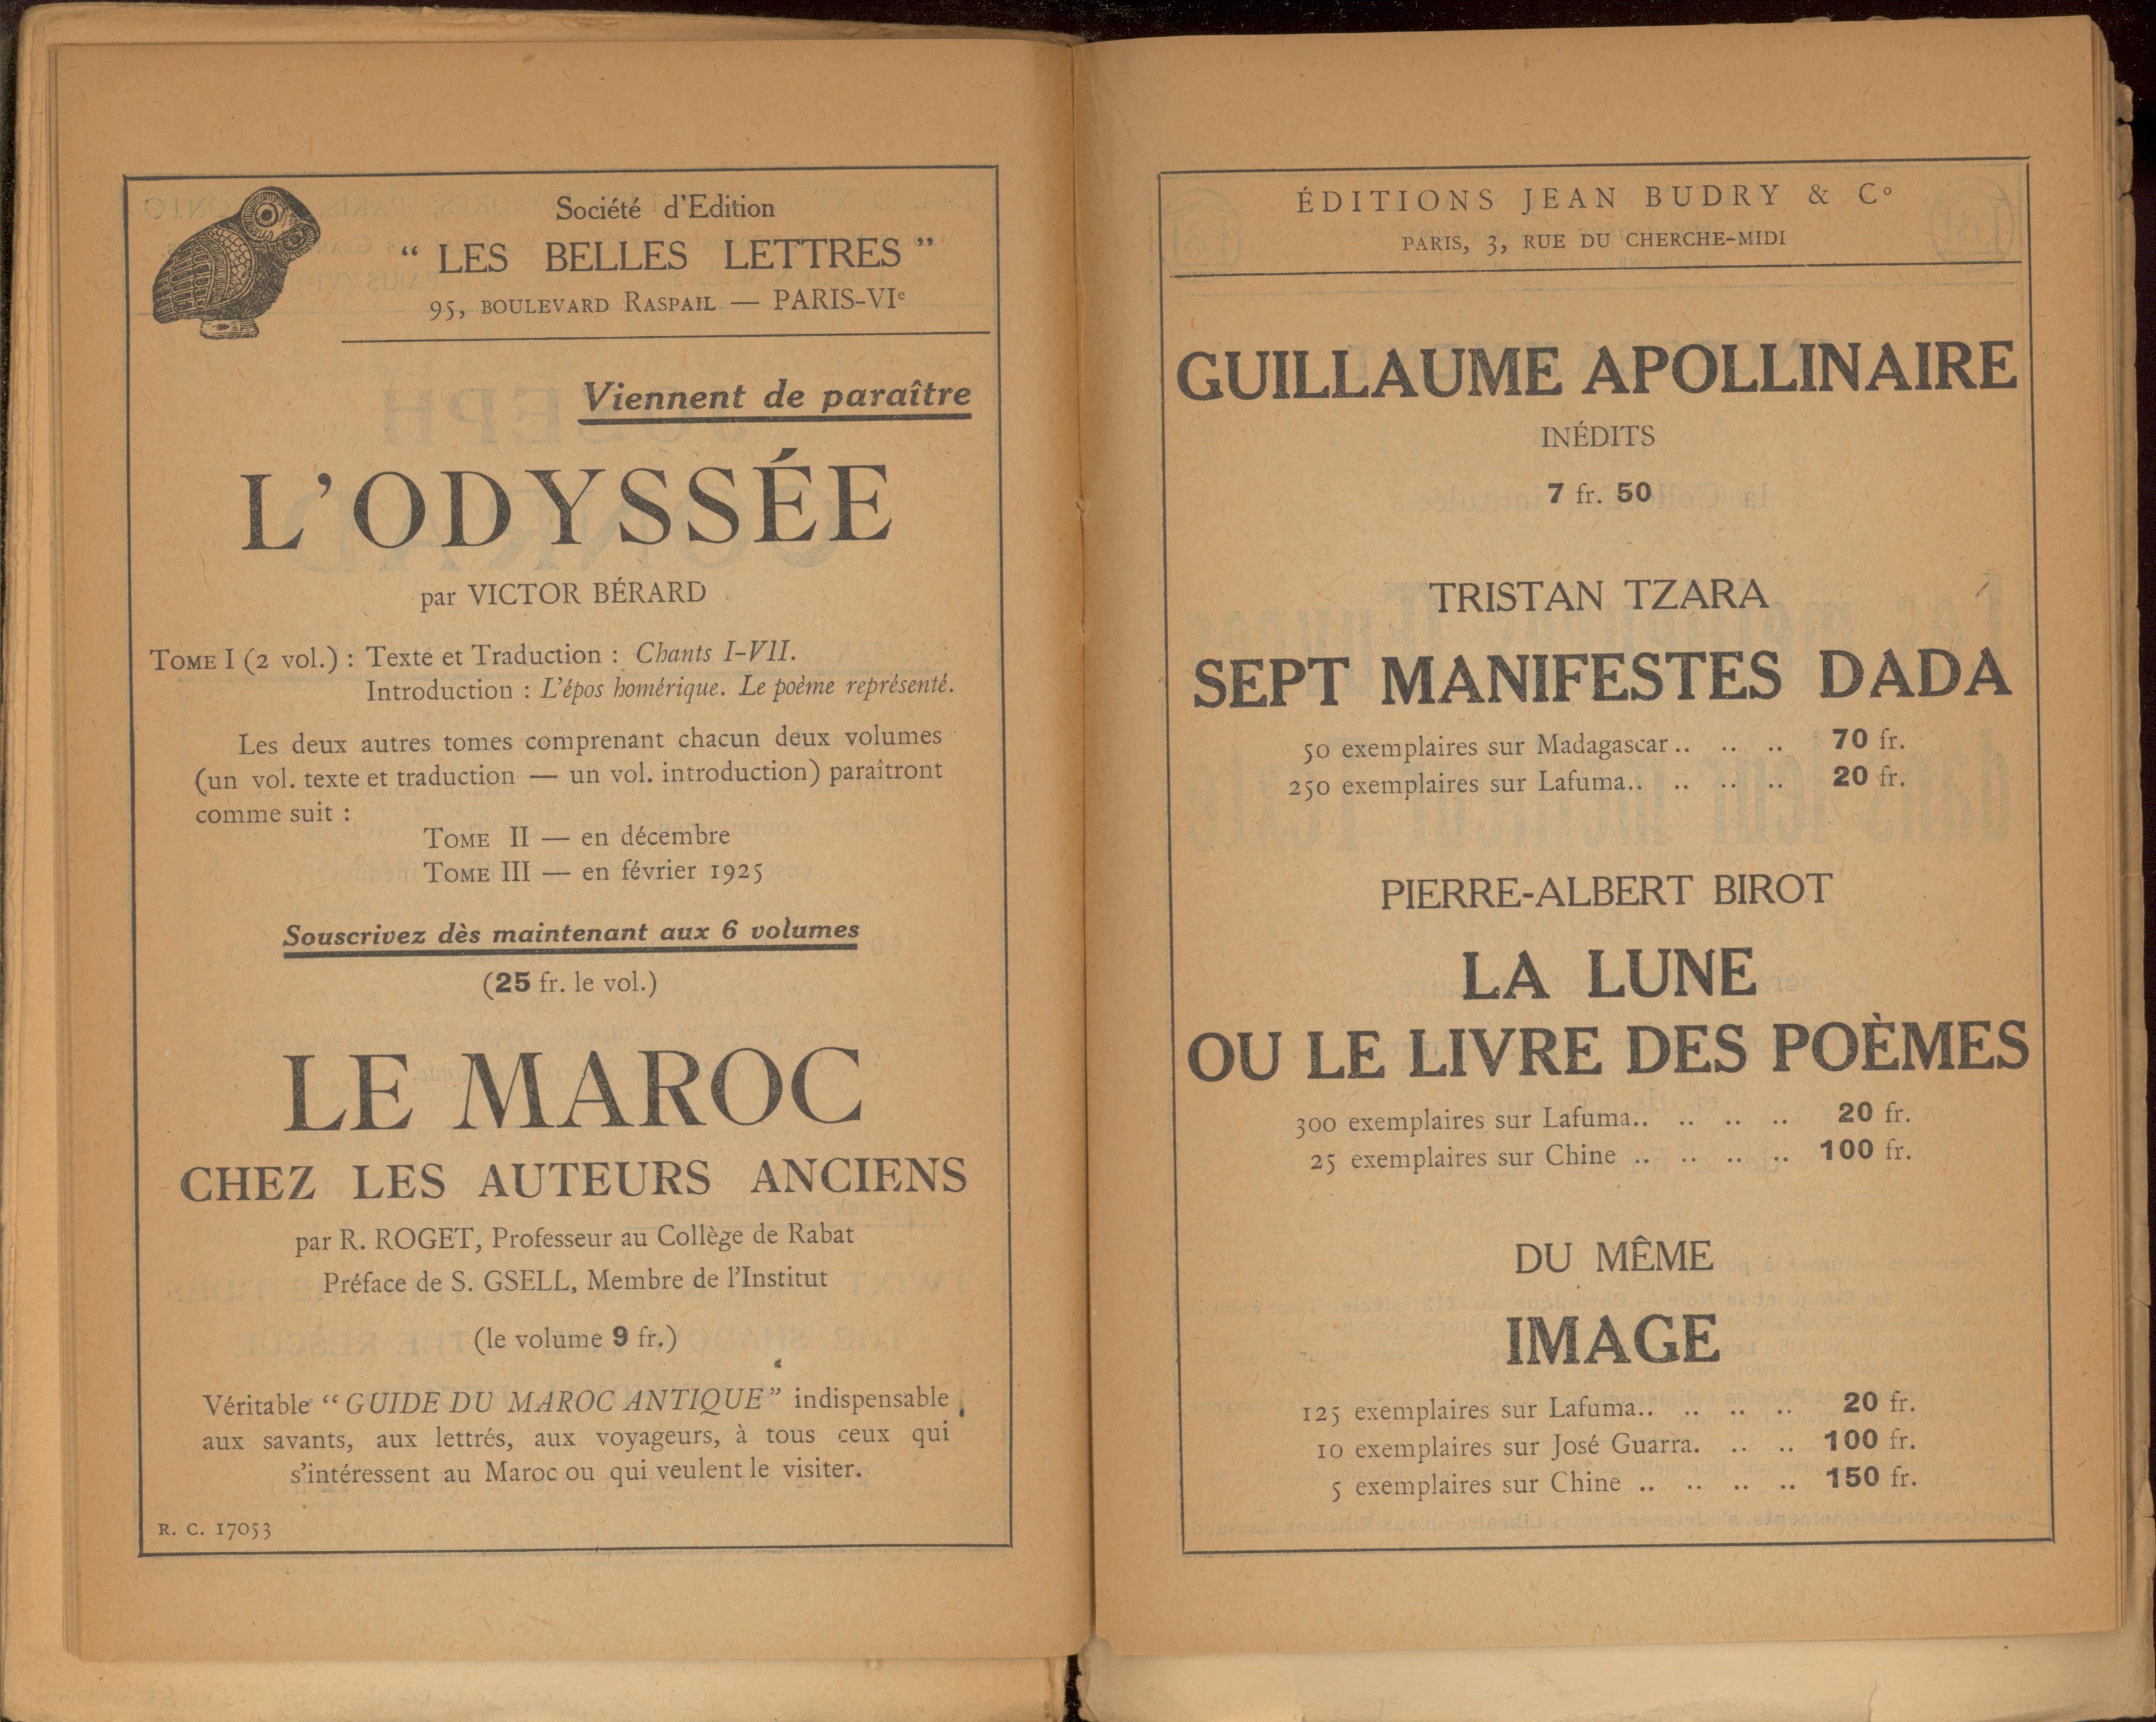 Société d'Edition
“ LES BELLES LETTRES ”
95, BOULEVARD RASPAIL — PARIS-VIe
Viennent de paraître
L'ODYSSÉE
par VICTOR BÉRARD
TOME I (2 vol.) : Texte et Traduction : Chants I-VII.
Introduction : L'épos homérique. Le poème représenté.
Les deux autres tomes comprenant chacun deux volumes
(un vol. texte et traduction — un vol. introduction) paraîtront
comme suit :
TOME II — en décembre
TOME III — en février 1925
Souscrivez dès maintenant aux 6 volumes
(25 fr. le vol.)
LE MAROC
CHEZ LES AUTEURS ANCIENS
par R. ROGET, Professeur au Collège de Rabat
Préface de S. GSELL, Membre de l'Institut
(le volume 9 fr.)
Véritable “ GUIDE DU MAROC ANTIQUE” indispensable
aux savants, aux lettrés, aux voyageurs, à tous ceux qui
s'intéressent au Maroc ou qui veulent le visiter.
R. C. 17053
ÉDITIONS JEAN BUDRY & Co
PARIS, 3, RUE DU CHERCHE-MIDI
GUILLAUME APOLLINAIRE
INÉDITS
7 fr. 50
TRISTAN TZARA
SEPT MANIFESTES DADA
50 exemplaires sur Madagascar.. .. .. 70 fr.
250 exemplaires sur Lafuma.. .. .. .. 20 fr.
PIERRE-ALBERT BIROT
LA LUNE
OU LE LIVRE DES POÈMES
300 exemplaires sur Lafuma.. .. .. .. 20 fr.
25 exemplaires sur Chine .. .. .. .. 100 fr.
DU MÊME
IMAGE
125 exemplaires sur Lafuma.. .. .. .. 20 fr.
10 exemplaires sur José Guarra. .. .. 100 fr.
5 exemplaires sur Chine .. .. .. .. 150 fr.